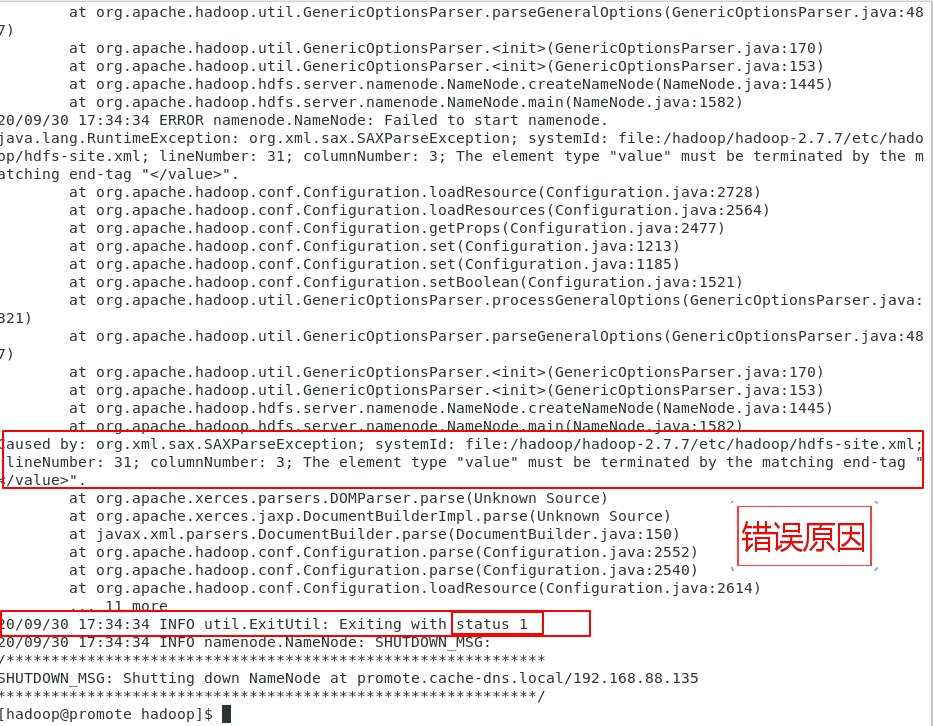 at org.apache.hadoop.util.GenericOptionsParser.parseGeneralOptions(GenericOptionsParser.java:48
7)
        at org.apache.hadoop.util.GenericOptionsParser.<init>(GenericOptionsParser.java:170)
        at org.apache.hadoop.util.GenericOptionsParser.<init>(GenericOptionsParser.java:153)
        at org.apache.hadoop.hdfs.server.namenode.NameNode.createNameNode(NameNode.java:1445)
        at org.apache.hadoop.hdfs.server.namenode.NameNode.main(NameNode.java:1582)
20/09/30 17:34:34 ERROR namenode.NameNode: Failed to start namenode.
java.lang.RuntimeException: org.xml.sax.SAXParseException; systemId: file:/hadoop/hadoop-2.7.7/etc/hado
op/hdfs-site.xml; lineNumber: 31; columnNumber: 3; The element type "value" must be terminated by the m
atching end-tag "</value>".
        at org.apache.hadoop.conf.Configuration.loadResource(Configuration.java:2728)
        at org.apache.hadoop.conf.Configuration.loadResources(Configuration.java:2564)
        at org.apache.hadoop.conf.Configuration.getProps(Configuration.java:2477)
        at org.apache.hadoop.conf.Configuration.set(Configuration.java:1213)
        at org.apache.hadoop.conf.Configuration.set(Configuration.java:1185)
        at org.apache.hadoop.conf.Configuration.setBoolean(Configuration.java:1521)
        at org.apache.hadoop.util.GenericOptionsParser.processGeneralOptions(GenericOptionsParser.java:
321)
        at org.apache.hadoop.util.GenericOptionsParser.parseGeneralOptions(GenericOptionsParser.java:48
7)
        at org.apache.hadoop.util.GenericOptionsParser.<init>(GenericOptionsParser.java:170)
        at org.apache.hadoop.util.GenericOptionsParser.<init>(GenericOptionsParser.java:153)
        at org.apache.hadoop.hdfs.server.namenode.NameNode.createNameNode(NameNode.java:1445)
        at org.apache.hadoop.hdfs.server.namenode.NameNode.main(NameNode.java:1582)
Caused by: org.xml.sax.SAXParseException; systemId: file:/hadoop/hadoop-2.7.7/etc/hadoop/hdfs-site.xml;
 lineNumber: 31; columnNumber: 3; The element type "value" must be terminated by the matching end-tag "
</value>".
        at org.apache.xerces.parsers.DOMParser.parse(Unknown Source)
        at org.apache.xerces.jaxp.DocumentBuilderImpl.parse(Unknown Source)
        at javax.xml.parsers.DocumentBuilder.parse(DocumentBuilder.java:150)
        at org.apache.hadoop.conf.Configuration.parse(Configuration.java:2552)
        at org.apache.hadoop.conf.Configuration.parse(Configuration.java:2540)
        at org.apache.hadoop.conf.Configuration.loadResource(Configuration.java:2614)
        ... 11 more
错误原因
20/09/30 17:34:34 INFO util.ExitUtil: Exiting with status 1
20/09/30 17:34:34 INFO namenode.NameNode: SHUTDOWN_MSG:
/************************************************************
SHUTDOWN_MSG: Shutting down NameNode at promote.cache-dns.local/192.168.88.135
************************************************************/
[hadoop@promote hadoop]$